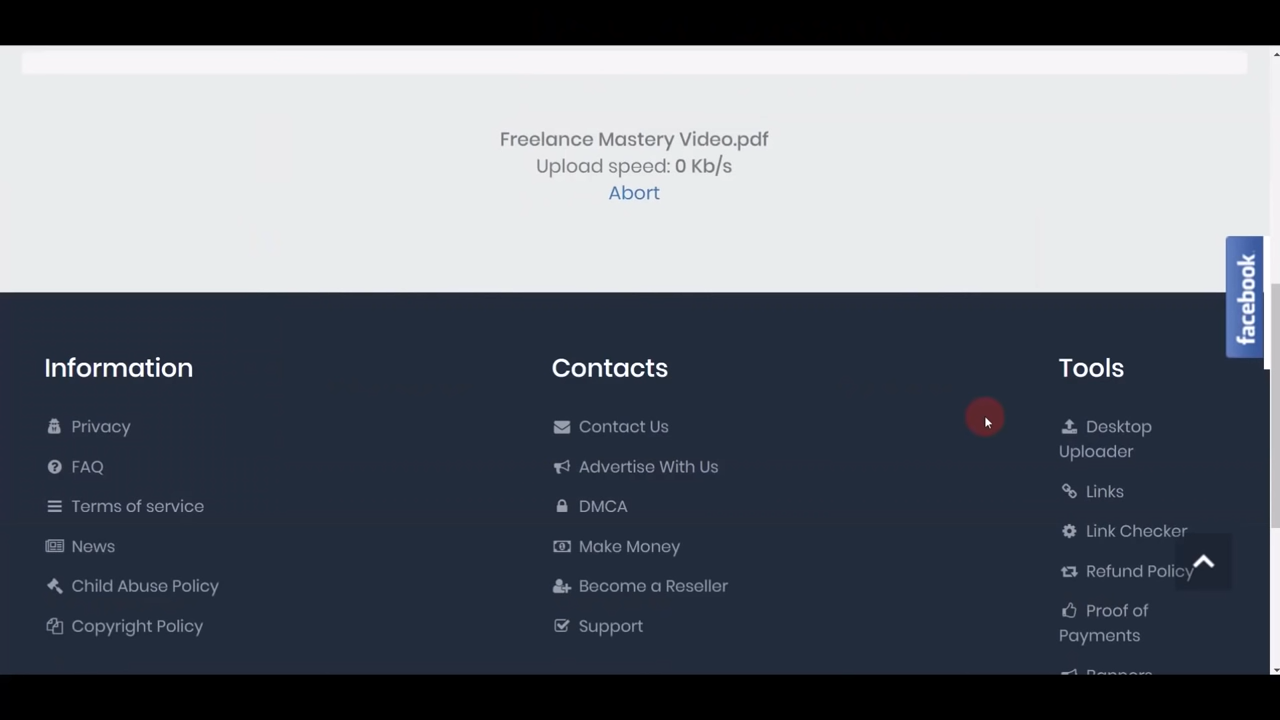 Freelance Mastery Video.pdf
Upload speed: 0 Kb/s
Abort
facebook
Information
Privacy
FAQ
Terms of service
News
Child Abuse Policy
Copyright Policy
Contacts
Contact Us
Advertise With Us
DMCA
Make Money
Become a Reseller
Support
Tools
Desktop
Uploader
Links
Link Checker
Refund Policy
Proof of
Payments
Banners